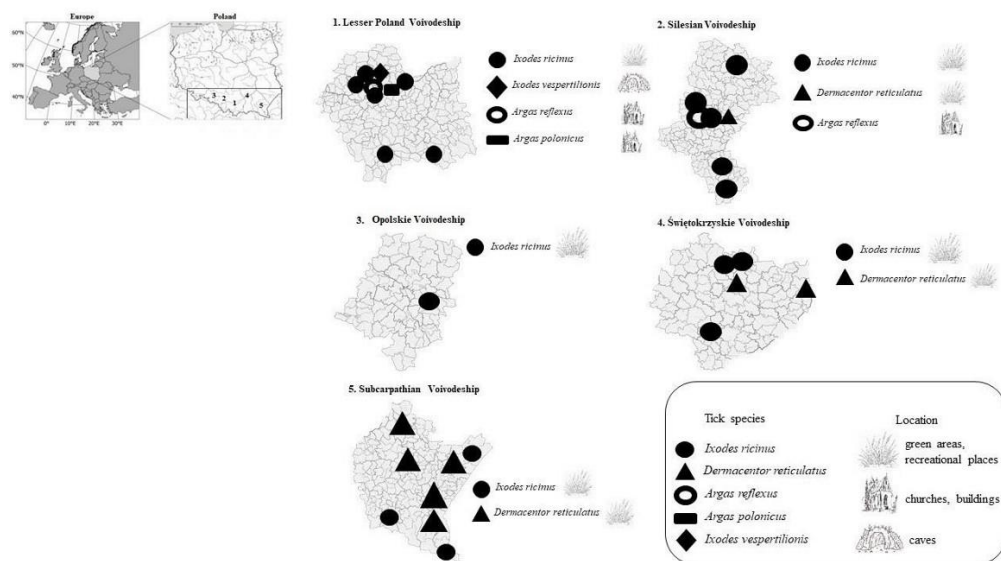 Europe
Poland
60°N
50°N
40°N
0°
10°E
20°E
30°E
3 2 1 4 5
1. Lesser Poland Voivodeship
Ixodes ricinus
Ixodes vespertilionis
Argas reflexus
Argas polonicus
2. Silesian Voivodeship
Ixodes ricinus
Dermacentor reticulatus
Argas reflexus
3. Opolskie Voivodeship
Ixodes ricinus
4. Świętokrzyskie Voivodeship
Ixodes ricinus
Dermacentor reticulatus
5. Subcarpathian Voivodeship
Ixodes ricinus
Dermacentor reticulatus
Tick species
Ixodes ricinus
Dermacentor reticulatus
Argas reflexus
Argas polonicus
Ixodes vespertilionis
Location
green areas,
recreational places
churches, buildings
caves